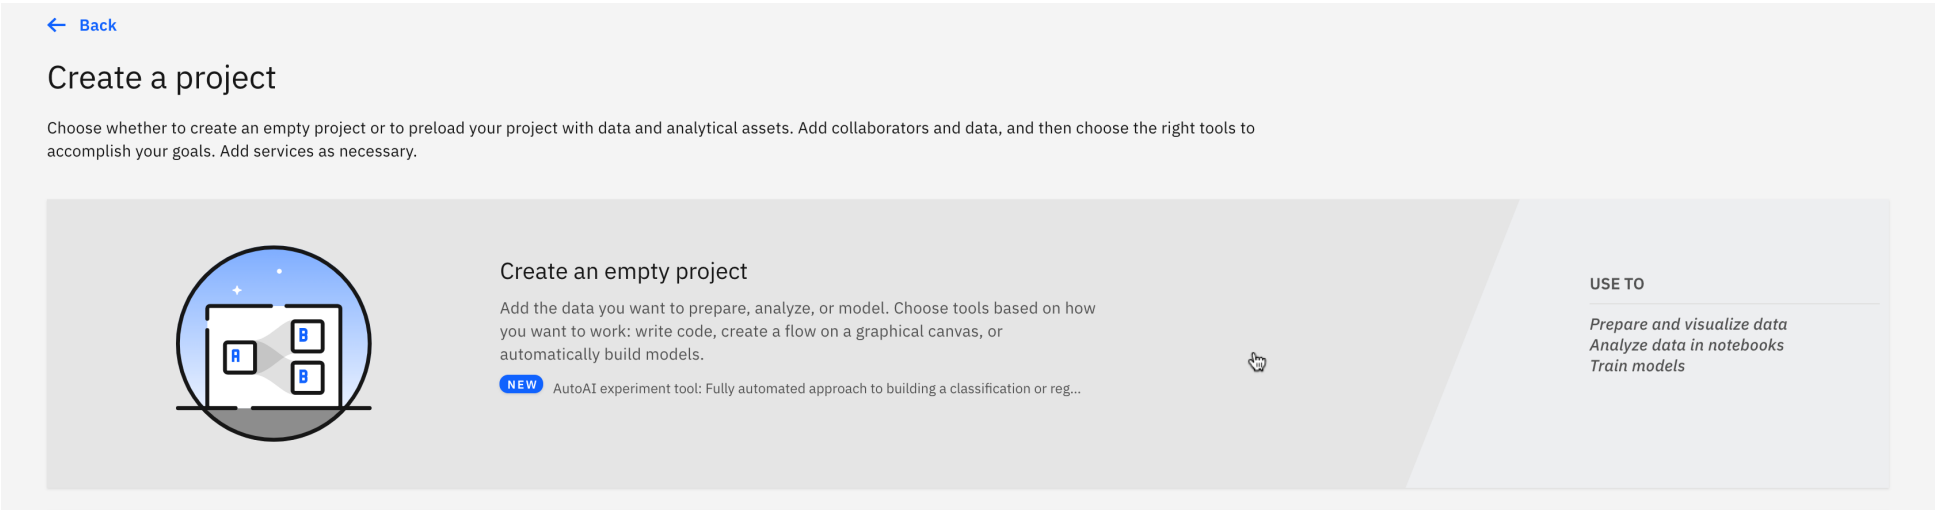 Back
Create a project
Choose whether to create an empty project or to preload your project with data and analytical assets. Add collaborators and data, and then choose the right tools to
accomplish your goals. Add services as necessary.
A
B
B
Create an empty project
Add the data you want to prepare, analyze, or model. Choose tools based on how
you want to work: write code, create a flow on a graphical canvas, or
automatically build models.
NEW AutoAI experiment tool: Fully automated approach to building a classification or reg...
USE TO
Prepare and visualize data
Analyze data in notebooks
Train models